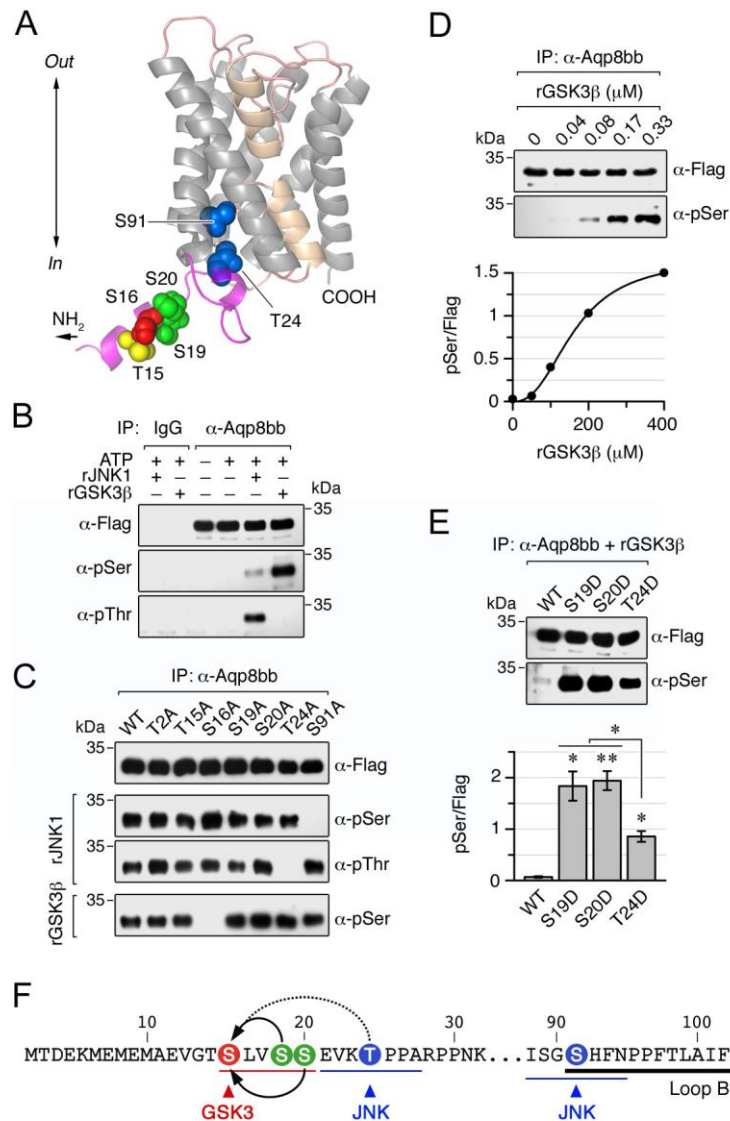 A
Out
In
S91
S20
S16
NH2
S19
T15
T24
COOH
B
IP: IgG α-Aqp8bb
ATP + + – + + +
rJNK1 + – – – + –
rGSK3β – + – – – +
kDa
α-Flag 35
α-pSer 35
α-pThr 35
C
IP: α-Aqp8bb
kDa WT T2A T15A S16A S19A S20A T24A S91A
35 α-Flag
rJNK1
35 α-pSer
35 α-pThr
rGSK3β
35 α-pSer
D
IP: α-Aqp8bb
rGSK3β (μM)
kDa 0 0.04 0.08 0.17 0.33
35 α-Flag
35 α-pSer
pSer/Flag
1.5
1
0.5
0
0 100 200 300 400
rGSK3β (μM)
E
IP: α-Aqp8bb + rGSK3β
kDa WT S19D S20D T24D
35 α-Flag
35 α-pSer
pSer/Flag
*
* ** *
2
1
0
WT S19D S20D T24D
F
10 20 30 90 100
MTDEKMEMEMAEVGTSLVSSEVKTPPARPPNK...ISGSHFNPPFTLAIF
Loop B
GSK3 JNK JNK